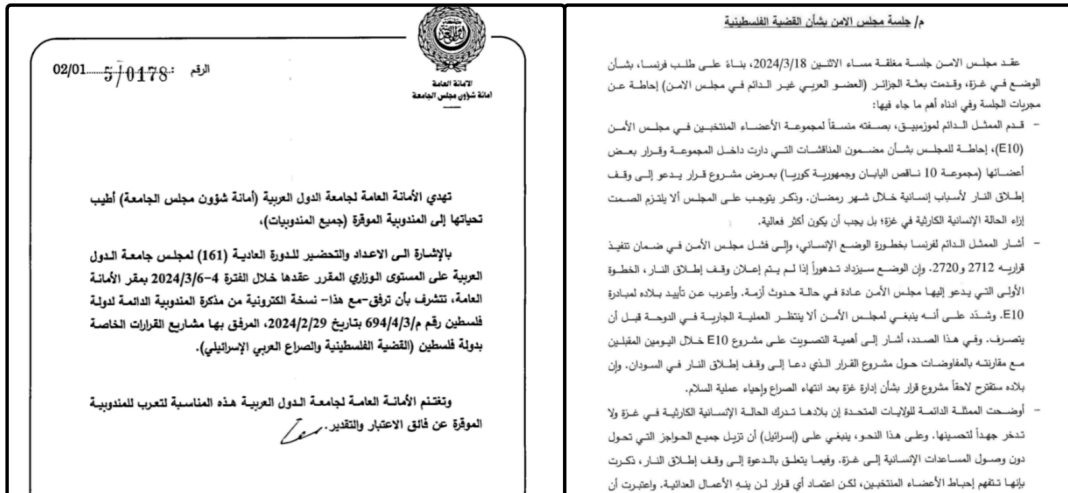 الامانة العامة
أمانة شؤون مجلس الجامعة
الرقم : 5/0178 02/01
تهدي الأمانة العامة لجامعة الدول العربية (أمانة شؤون مجلس الجامعة) أطيب
تحياتها إلى المندوبية الموقرة (جميع المندوبيات)،
بالإشارة الى الاعداد والتحضير للدورة العادية (161) لمجلس جامعة الدول
العربية على المستوى الوزاري المقرر عقدها خلال الفترة 4-2024/3/6 بمقر الأمانة
العامة، تتشرف بأن ترفق-مع هذا- نسخة الكترونية من مذكرة المندوبية الدائمة لدولة
فلسطين رقم م/694/4/3 بتاريخ 2024/2/29، المرفق بها مشاريع القرارات الخاصة
بدولة فلسطين (القضية الفلسطينية والصراع العربي الإسرائيلي).
وتغتنم الأمانة العامة لجامعة الدول العربية هذه المناسبة لتعرب للمندوبية
الموقرة عن فائق الاعتبار والتقدير.
م/ جلسة مجلس الامن بشأن القضية الفلسطينية
عقد مجلس الامن جلسة مغلقة مساء الاثنين 2024/3/18، بناءً على طلب فرنسا، بشأن
الوضع في غزة، وقدمت بعثة الجزائر (العضو العربي غير الدائم في مجلس الامن) إحاطة عن
مجريات الجلسة وفي ادناه أهم ما جاء فيها:
- قدم الممثل الدائم لموزمبيق، بصفته منسقاً لمجموعة الأعضاء المنتخبين في مجلس الأمن
(E10)، إحاطة للمجلس بشأن مضمون المناقشات التي دارت داخل المجموعة وقرار بعض
أعضائها (مجموعة 10 ناقص اليابان وجمهورية كوريا) بعرض مشروع قرار يدعو إلى وقف
إطلاق النار لأسباب إنسانية خلال شهر رمضان. وذكر يتوجب على المجلس ألا يلتزم الصمت
إزاء الحالة الإنسانية الكارثية في غزة؛ بل يجب أن يكون أكثر فعالية.
- أشار الممثل الدائم لفرنسا بخطورة الوضع الإنساني، وإلى فشل مجلس الأمن في ضمان تنفيذ
قراريه 2712 و2720. وإن الوضع سيزداد تدهوراً إذا لم يتم إعلان وقف إطلاق النار، الخطوة
الأولى التي يدعو إليها مجلس الأمن عادة في حالة حدوث أزمة. وأعرب عن تأييد بلاده لمبادرة
E10. وشدّد على أنه ينبغي لمجلس الأمن ألا ينتظر العملية الجارية في الدوحة قبل أن
يتصرف. وفي هذا الصدد، أشار إلى أهمية التصويت على مشروع E10 خلال اليومين المقبلين
مع مقارنته بالمفاوضات حول مشروع القرار الذي دعا إلى وقف إطلاق النار في السودان. وإن
بلاده ستقترح لاحقاً مشروع قرار بشأن إدارة غزة بعد انتهاء الصراع وإحياء عملية السلام.
- أوضحت الممثلة الدائمة للولايات المتحدة إن بلادها تدرك الحالة الإنسانية الكارثية في غزة ولا
تدخر جهداً لتحسينها. وعلى هذا النحو، ينبغي على (إسرائيل) أن تزيل جميع الحواجز التي تحول
دون وصول المساعدات الإنسانية إلى غزة. وفيما يتعلق بالدعوة إلى وقف إطلاق النار، ذكرت
بإنها تتفهم إحباط الأعضاء المنتخبين، لكن اعتماد أي قرار لن ينهِ الأعمال العدائية. واعتبرت أن